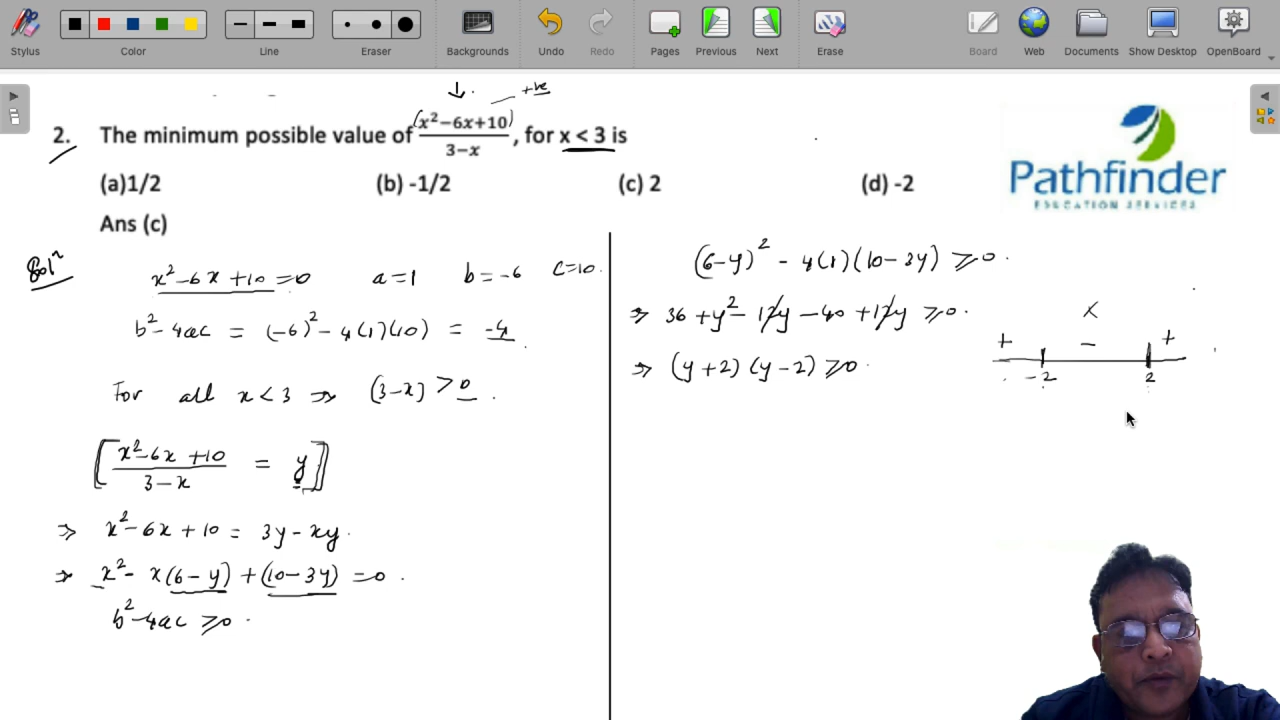 Stylus Color Line Eraser Backgrounds Undo Redo Pages Previous Next Erase Board Web Documents Show Desktop OpenBoard
+ve
2. The minimum possible value of (x²−6x+10)/(3−x), for x < 3 is
(a)1/2 (b) -1/2 (c) 2 (d) -2
Ans (c)
Pathfinder
EDUCATION SERVICES
Solⁿ
x²−6x+10=0 a=1 b=−6 c=10.
b²−4ac = (−6)²−4(1)(10) = −4
For all x<3 ⇒ (3−x) > 0.
[(x²−6x+10)/(3−x) = y]
⇒ x²−6x+10 = 3y−xy.
⇒ x²− x(6−y) + (10−3y) =0.
b²−4ac ≥0.
(6−y)² − 4(1)(10−3y) ≥0.
⇒ 36 +y²− 12y −40 +12y ≥0.
⇒ (y+2)(y−2) ≥0.
x
+ − +
−2 2